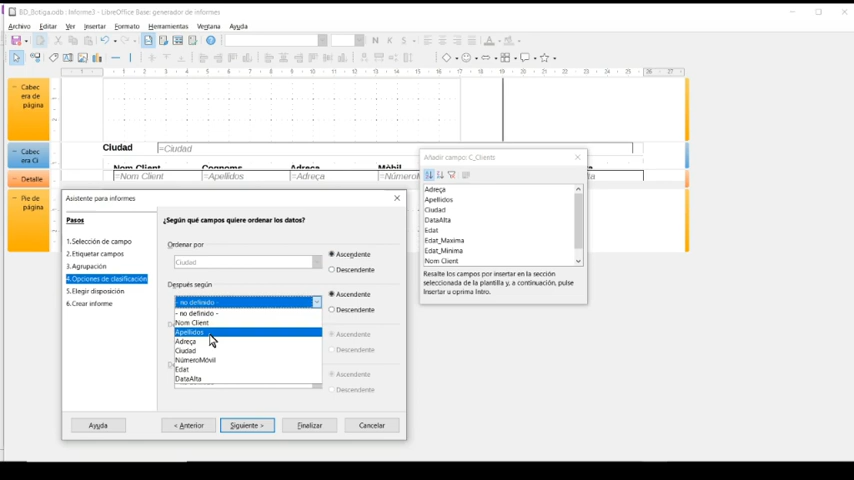 BD_Botiga.odb : Informe3 - LibreOffice Base: generador de informes
Archivo Editar Ver Insertar Formato Herramientas Ventana Ayuda
N K S
Cabec
era de
página
Ciudad =Ciudad
Cabec
era Ci
Nom Client Cognoms Adreça Mòbil
Detalle
=Nom Client =Apellidos =Adreça =Número
Pie de
página
Añadir campo: C_Clients
Adreça
Apellidos
Ciudad
DataAlta
Edat
Edat_Maxima
Edat_Minima
Nom Client
Resalte los campos por insertar en la sección
seleccionada de la plantilla y, a continuación, pulse
Insertar u oprima Intro.
Asistente para informes
Pasos
1.Selección de campo
2.Etiquetar campos
3.Agrupación
4.Opciones de clasificación
5.Elegir disposición
6.Crear informe
¿Según qué campos quiere ordenar los datos?
Ordenar por
Ciudad
Ascendente
Descendente
Después según
- no definido -
Ascendente
Descendente
- no definido -
Nom Client
Apellidos
Adreça
Ciudad
NúmeroMóvil
Edat
DataAlta
Ascendente
Descendente
Ascendente
Descendente
Ayuda < Anterior Siguiente > Finalizar Cancelar